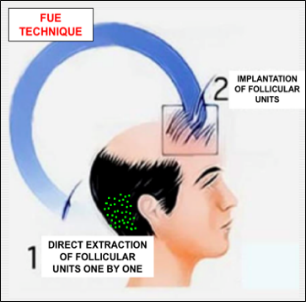 FUE
TECHNIQUE
2
IMPLANTATION
OF FOLLICULAR
UNITS
1
DIRECT EXTRACTION
OF FOLLICULAR
UNITS ONE BY ONE